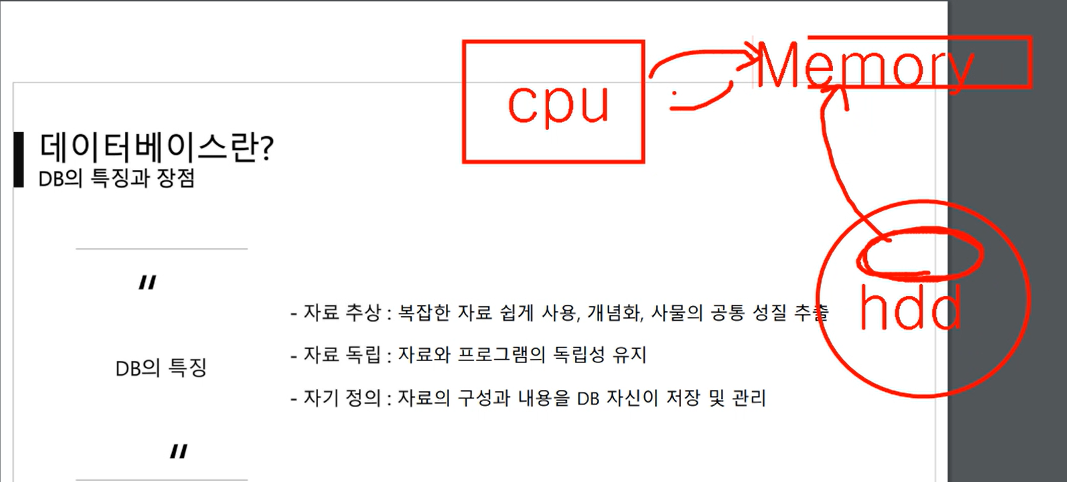 cpu
Memory
데이터베이스란?
DB의 특징과 장점
"
hdd
- 자료 추상 : 복잡한 자료 쉽게 사용, 개념화, 사물의 공통 성질 추출
- 자료 독립 : 자료와 프로그램의 독립성 유지
DB의 특징
- 자기 정의 : 자료의 구성과 내용을 DB 자신이 저장 및 관리
"